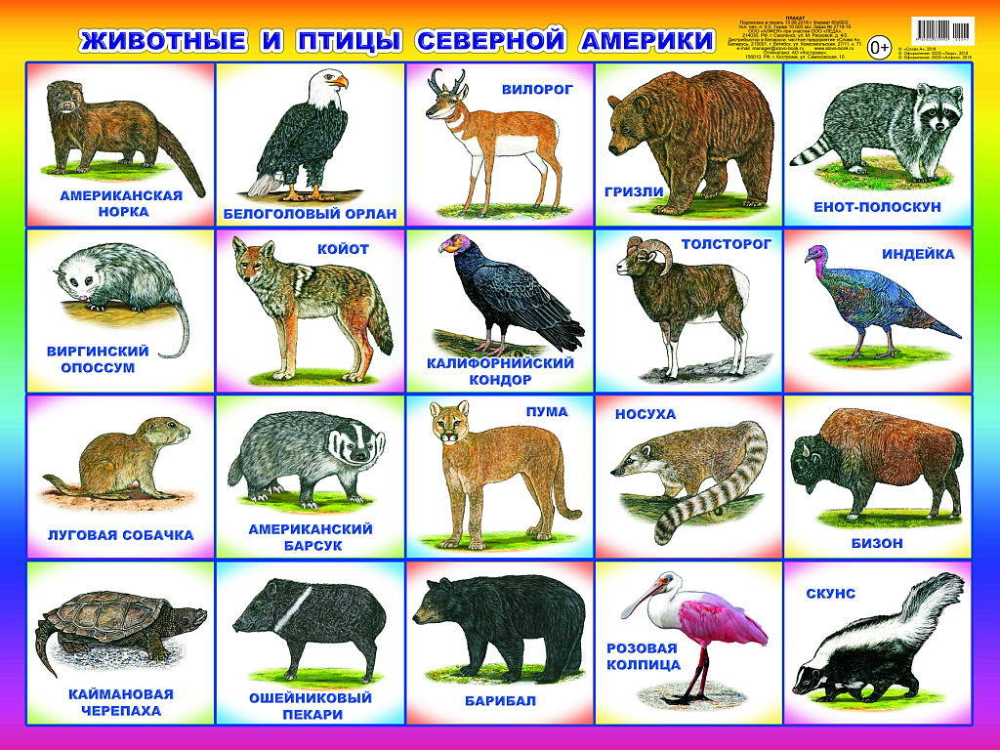 ЖИВОТНЫЕ И ПТИЦЫ СЕВЕРНОЙ АМЕРИКИ
ПЛАКАТ
0+
АМЕРИКАНСКАЯ
НОРКА
БЕЛОГОЛОВЫЙ ОРЛАН
ВИЛОРОГ
ГРИЗЛИ
ЕНОТ-ПОЛОСКУН
ВИРГИНСКИЙ
ОПОССУМ
КОЙОТ
КАЛИФОРНИЙСКИЙ
КОНДОР
ТОЛСТОРОГ
ИНДЕЙКА
ЛУГОВАЯ СОБАЧКА
АМЕРИКАНСКИЙ
БАРСУК
ПУМА
НОСУХА
БИЗОН
КАЙМАНОВАЯ
ЧЕРЕПАХА
ОШЕЙНИКОВЫЙ
ПЕКАРИ
БАРИБАЛ
РОЗОВАЯ
КОЛПИЦА
СКУНС